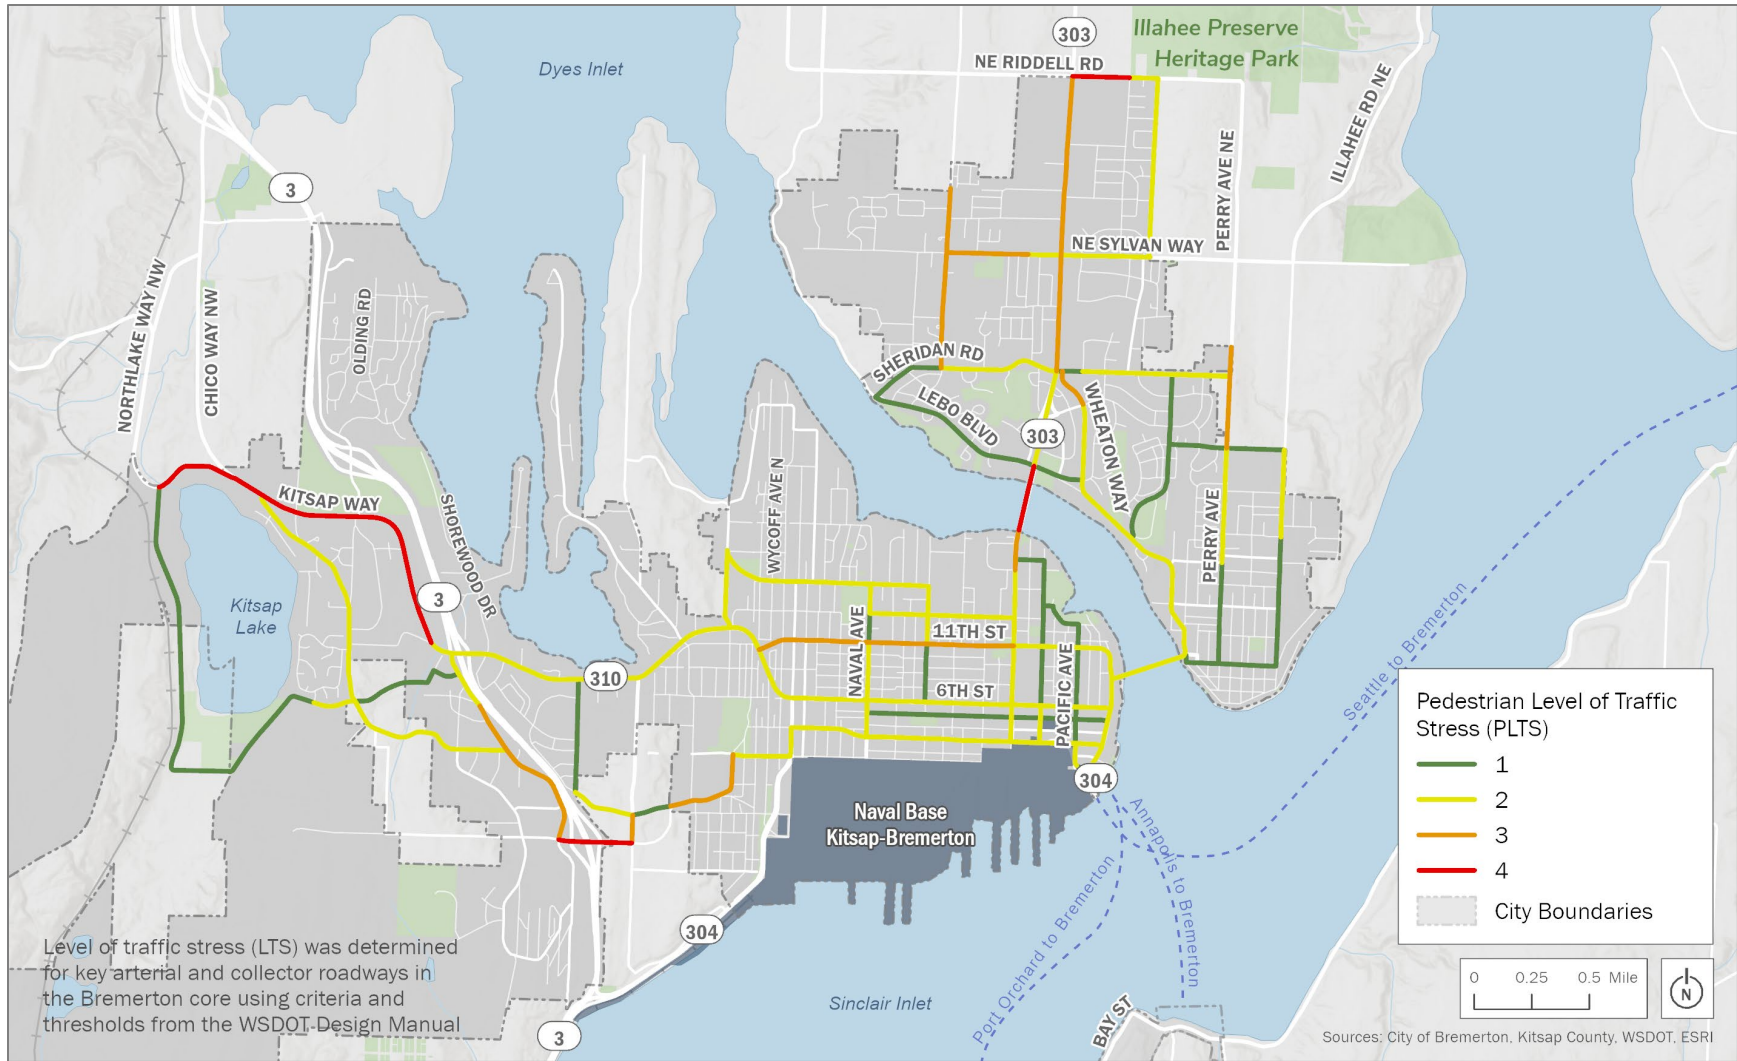 303
Illahee Preserve
Heritage Park
NE RIDDELL RD
Dyes Inlet
ILLAHEE RD NE
PERRY AVE NE
3
NE SYLVAN WAY
NORTHLAKE WAY NW
CHICO WAY NW
OLDING RD
SHERIDAN RD
LEBO BLVD
303
WHEATON WAY
KITSAP WAY
SHOREWOOD DR
WYCOFF AVE N
PERRY AVE
3
Kitsap
Lake
NAVAL AVE
11TH ST
310
6TH ST
PACIFIC AVE
Seattle to Bremerton
304
Naval Base
Kitsap-Bremerton
Annapolis to Bremerton
Port Orchard to Bremerton
304
Sinclair Inlet
3
BAY ST
Pedestrian Level of Traffic
Stress (PLTS)
1
2
3
4
City Boundaries
Level of traffic stress (LTS) was determined
for key arterial and collector roadways in
the Bremerton core using criteria and
thresholds from the WSDOT Design Manual
0 0.25 0.5 Mile
N
Sources: City of Bremerton, Kitsap County, WSDOT, ESRI